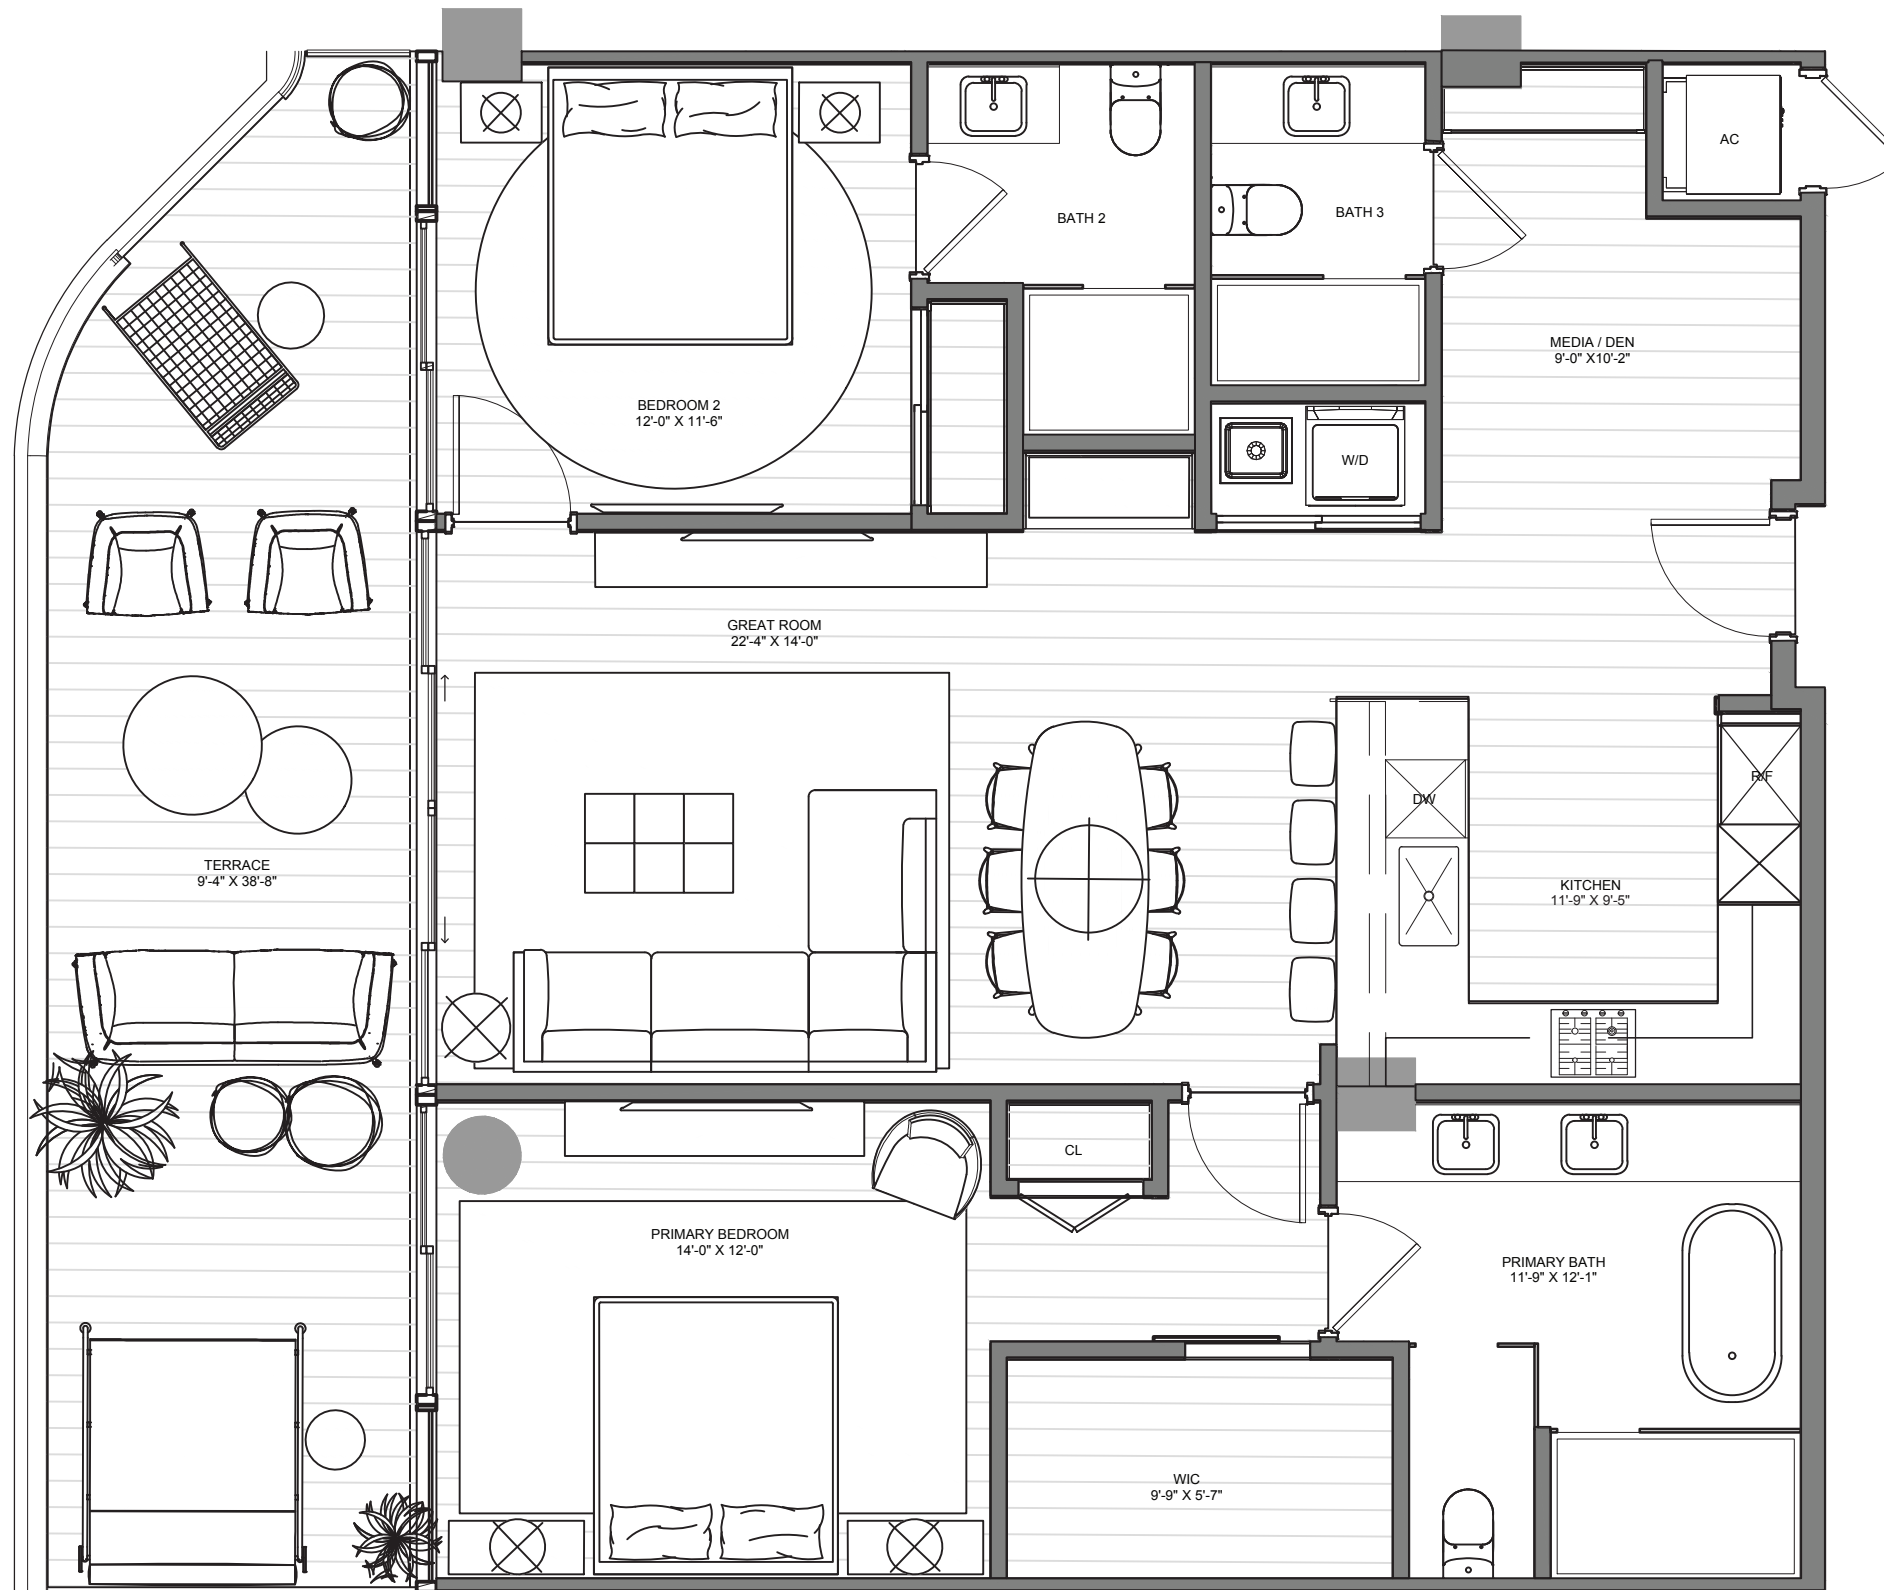 AC
BATH 2
BATH 3
MEDIA / DEN
9'-0" X10'-2"
BEDROOM 2
12'-0" X 11'-6"
W/D
GREAT ROOM
22'-4" X 14'-0"
R/F
DW
TERRACE
9'-4" X 38'-8"
KITCHEN
11'-9" X 9'-5"
CL
PRIMARY BEDROOM
14'-0" X 12'-0"
PRIMARY BATH
11'-9" X 12'-1"
WIC
9'-9" X 5'-7"